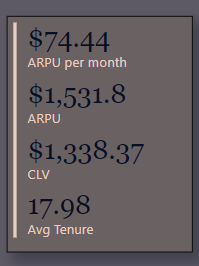 $74.44
ARPU per month
$1,531.8
ARPU
$1,338.37
CLV
17.98
Avg Tenure